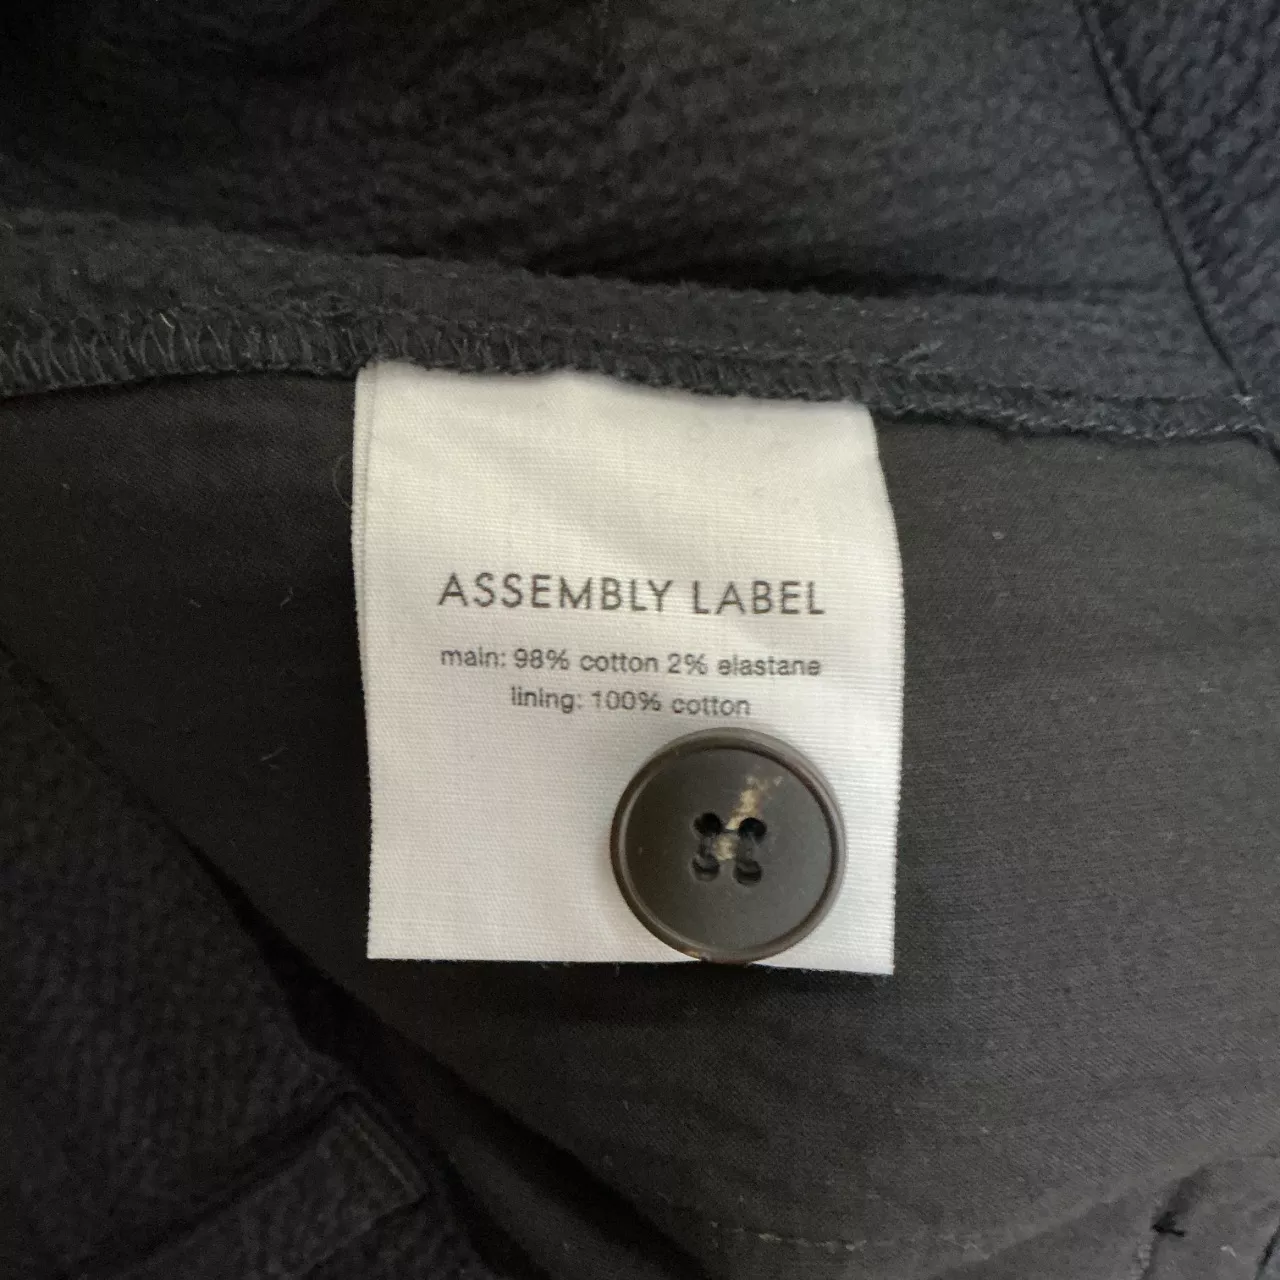 ASSEMBLY LABEL
main: 98% cotton 2% elastane
lining: 100% cotton